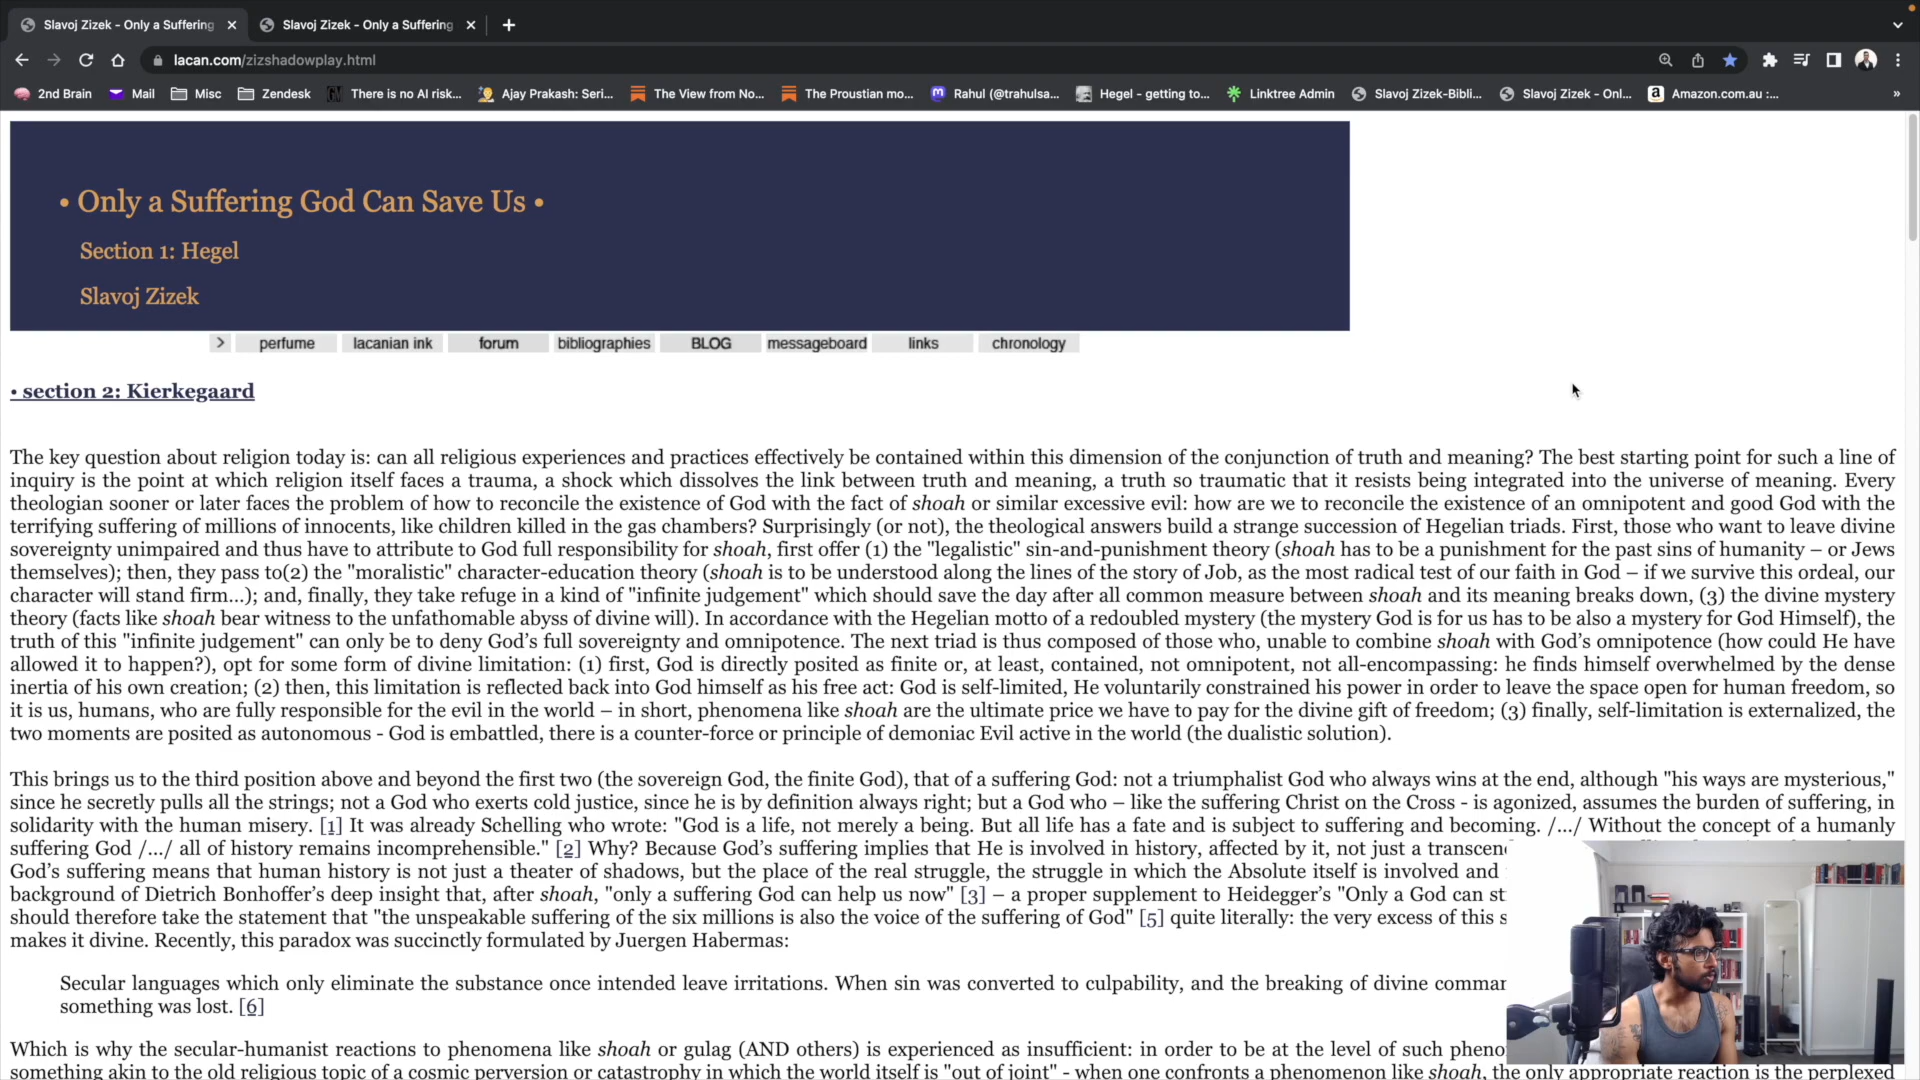 Slavoj Zizek - Only a Suffering
Slavoj Zizek - Only a Suffering
lacan.com/zizshadowplay.html
2nd Brain
Mail
Misc
Zendesk
There is no AI risk...
Ajay Prakash: Seri...
The View from No...
The Proustian mo...
Rahul (@trahulsa...
Hegel - getting to...
Linktree Admin
Slavoj Zizek-Bibli...
Slavoj Zizek - Onl...
Amazon.com.au :...
»
• Only a Suffering God Can Save Us •
Section 1: Hegel
Slavoj Zizek
> perfume lacanian ink forum bibliographies BLOG messageboard links chronology
• section 2: Kierkegaard
The key question about religion today is: can all religious experiences and practices effectively be contained within this dimension of the conjunction of truth and meaning? The best starting point for such a line of
inquiry is the point at which religion itself faces a trauma, a shock which dissolves the link between truth and meaning, a truth so traumatic that it resists being integrated into the universe of meaning. Every
theologian sooner or later faces the problem of how to reconcile the existence of God with the fact of shoah or similar excessive evil: how are we to reconcile the existence of an omnipotent and good God with the
terrifying suffering of millions of innocents, like children killed in the gas chambers? Surprisingly (or not), the theological answers build a strange succession of Hegelian triads. First, those who want to leave divine
sovereignty unimpaired and thus have to attribute to God full responsibility for shoah, first offer (1) the "legalistic" sin-and-punishment theory (shoah has to be a punishment for the past sins of humanity – or Jews
themselves); then, they pass to(2) the "moralistic" character-education theory (shoah is to be understood along the lines of the story of Job, as the most radical test of our faith in God – if we survive this ordeal, our
character will stand firm...); and, finally, they take refuge in a kind of "infinite judgement" which should save the day after all common measure between shoah and its meaning breaks down, (3) the divine mystery
theory (facts like shoah bear witness to the unfathomable abyss of divine will). In accordance with the Hegelian motto of a redoubled mystery (the mystery God is for us has to be also a mystery for God Himself), the
truth of this "infinite judgement" can only be to deny God's full sovereignty and omnipotence. The next triad is thus composed of those who, unable to combine shoah with God's omnipotence (how could He have
allowed it to happen?), opt for some form of divine limitation: (1) first, God is directly posited as finite or, at least, contained, not omnipotent, not all-encompassing: he finds himself overwhelmed by the dense
inertia of his own creation; (2) then, this limitation is reflected back into God himself as his free act: God is self-limited, He voluntarily constrained his power in order to leave the space open for human freedom, so
it is us, humans, who are fully responsible for the evil in the world – in short, phenomena like shoah are the ultimate price we have to pay for the divine gift of freedom; (3) finally, self-limitation is externalized, the
two moments are posited as autonomous - God is embattled, there is a counter-force or principle of demoniac Evil active in the world (the dualistic solution).
This brings us to the third position above and beyond the first two (the sovereign God, the finite God), that of a suffering God: not a triumphalist God who always wins at the end, although "his ways are mysterious,"
since he secretly pulls all the strings; not a God who exerts cold justice, since he is by definition always right; but a God who – like the suffering Christ on the Cross - is agonized, assumes the burden of suffering, in
solidarity with the human misery. [1] It was already Schelling who wrote: "God is a life, not merely a being. But all life has a fate and is subject to suffering and becoming. /.../ Without the concept of a humanly
suffering God /.../ all of history remains incomprehensible." [2] Why? Because God's suffering implies that He is involved in history, affected by it, not just a transcend
God's suffering means that human history is not just a theater of shadows, but the place of the real struggle, the struggle in which the Absolute itself is involved and
background of Dietrich Bonhoffer's deep insight that, after shoah, "only a suffering God can help us now" [3] – a proper supplement to Heidegger's "Only a God can st
should therefore take the statement that "the unspeakable suffering of the six millions is also the voice of the suffering of God" [5] quite literally: the very excess of this s
makes it divine. Recently, this paradox was succinctly formulated by Juergen Habermas:
Secular languages which only eliminate the substance once intended leave irritations. When sin was converted to culpability, and the breaking of divine commar
something was lost. [6]
Which is why the secular-humanist reactions to phenomena like shoah or gulag (AND others) is experienced as insufficient: in order to be at the level of such pheno
something akin to the old religious topic of a cosmic perversion or catastrophy in which the world itself is "out of joint" - when one confronts a phenomenon like shoah, the only appropriate reaction is the perplexed